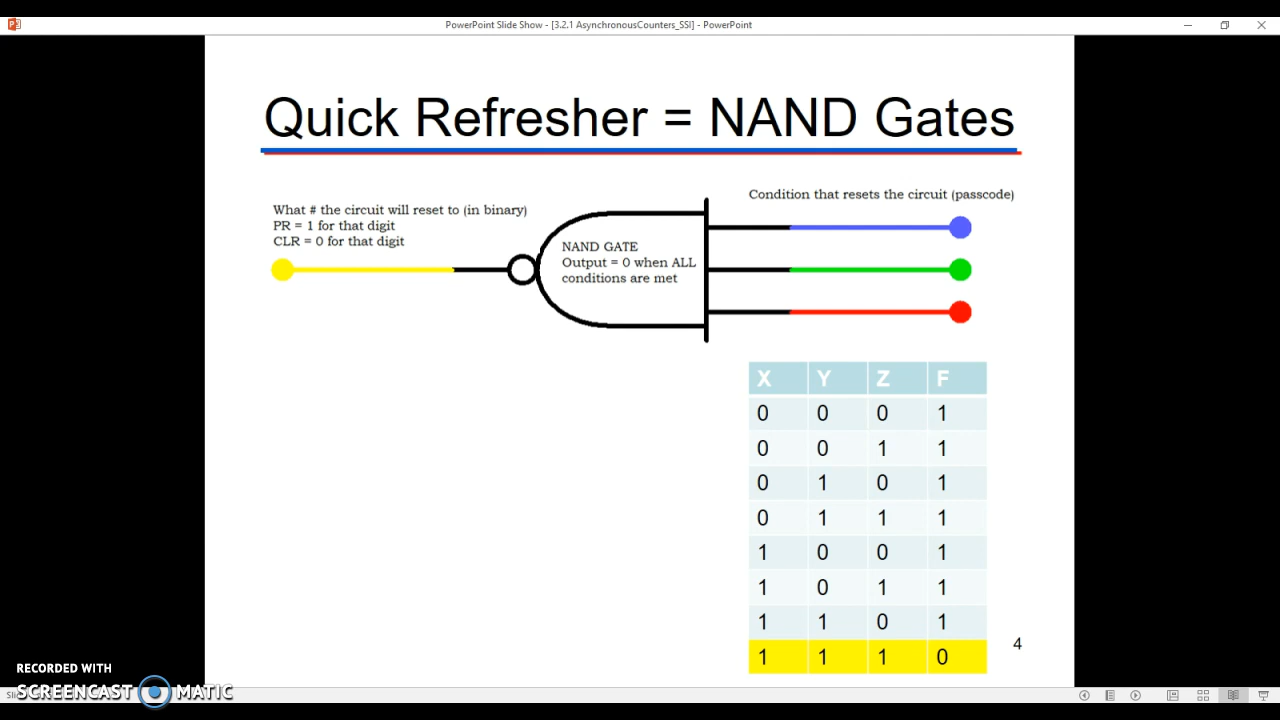 PowerPoint Slide Show - [3.2.1 AsynchronousCounters_SSI] - PowerPoint
Quick Refresher = NAND Gates
What # the circuit will reset to (in binary)
PR = 1 for that digit
CLR = 0 for that digit
NAND GATE
Output = 0 when ALL
conditions are met
Condition that resets the circuit (passcode)
X Y Z F
0 0 0 1
0 0 1 1
0 1 0 1
0 1 1 1
1 0 0 1
1 0 1 1
1 1 0 1
1 1 1 0
4
RECORDED WITH
SCREENCAST MATIC